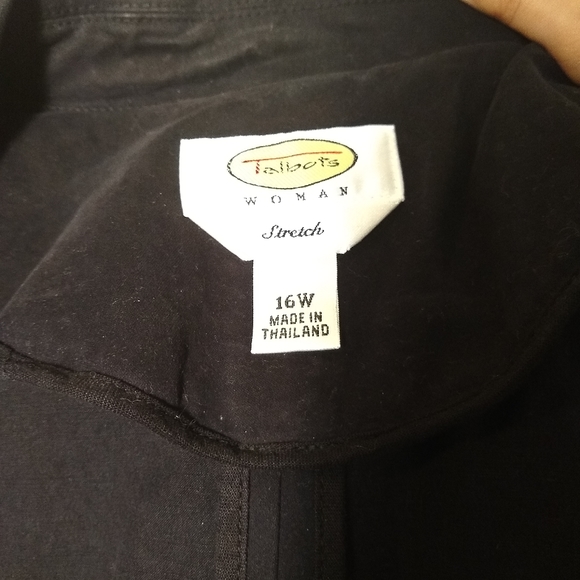 Talbots
WOMAN
Stretch
16W
MADE IN
THAILAND